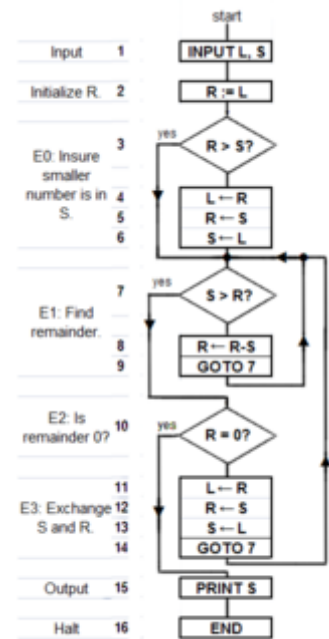 start
Input 1 INPUT L, S
Initialize R. 2 R := L
3 yes R > S?
E0: Insure
smaller
number is in
S.
4 L ← R
5 R ← S
6 S ← L
7 yes S > R?
E1: Find
remainder.
8 R ← R-S
9 GOTO 7
E2: Is
remainder 0?
10 yes R = 0?
11 L ← R
E3: Exchange 12 R ← S
S and R. 13 S ← L
14 GOTO 7
Output 15 PRINT S
Halt 16 END